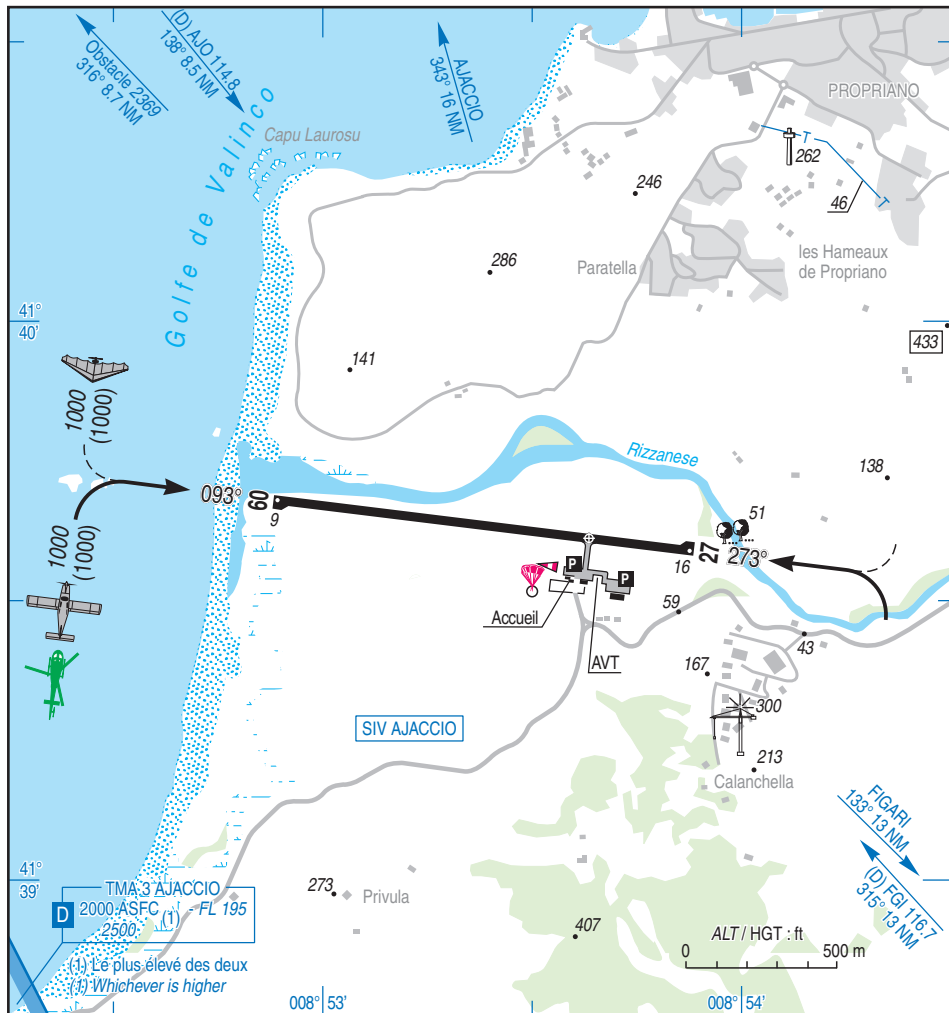 Obstacle 2369
316° 8.7 NM
(D) AJO 114.8
138° 8.5 NM
AJACCIO
343° 16 NM
PROPRIANO
Capu Laurosu
T
262
246
46
T
Golfe de Valinco
286
Paratella
les Hameaux
de Propriano
41°
40'
433
141
1000
(1000)
Rizzanese
138
093°
09
9
51
27
273°
16
1000
(1000)
P
P
Accueil
59
AVT
43
167
SIV AJACCIO
300
213
Calanchella
FIGARI
133° 13 NM
(D) FGI 116.7
315° 13 NM
41°
39'
TMA 3 AJACCIO
D
2000 ASFC (1) - FL 195
2500
273
Privula
407
ALT / HGT : ft
0 500 m
(1) Le plus élevé des deux
(1) Whichever is higher
008° 53'
008° 54'